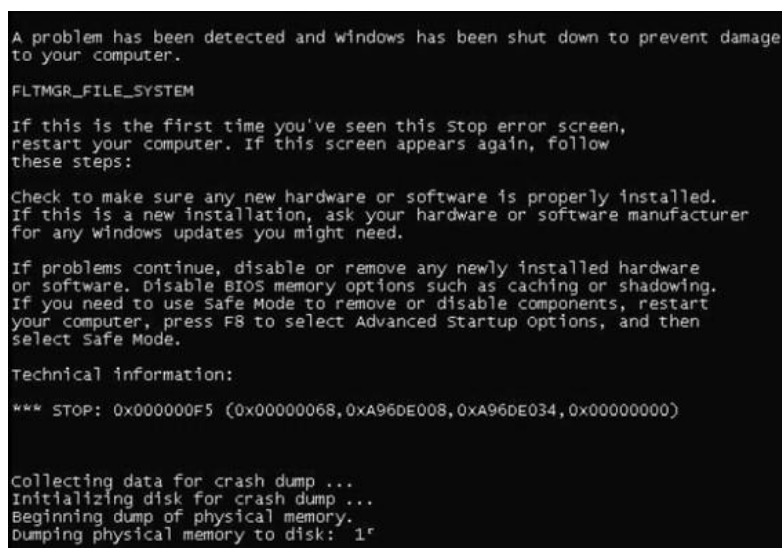 A problem has been detected and Windows has been shut down to prevent damage
to your computer.
FLTMGR_FILE_SYSTEM
If this is the first time you've seen this Stop error screen,
restart your computer. If this screen appears again, follow
these steps:
Check to make sure any new hardware or software is properly installed.
If this is a new installation, ask your hardware or software manufacturer
for any Windows updates you might need.
If problems continue, disable or remove any newly installed hardware
or software. Disable BIOS memory options such as caching or shadowing.
If you need to use Safe Mode to remove or disable components, restart
your computer, press F8 to select Advanced Startup Options, and then
select Safe Mode.
Technical information:
*** STOP: 0x000000F5 (0x00000068,0xA96DE008,0xA96DE034,0x00000000)
Collecting data for crash dump ...
Initializing disk for crash dump ...
Beginning dump of physical memory.
Dumping physical memory to disk: